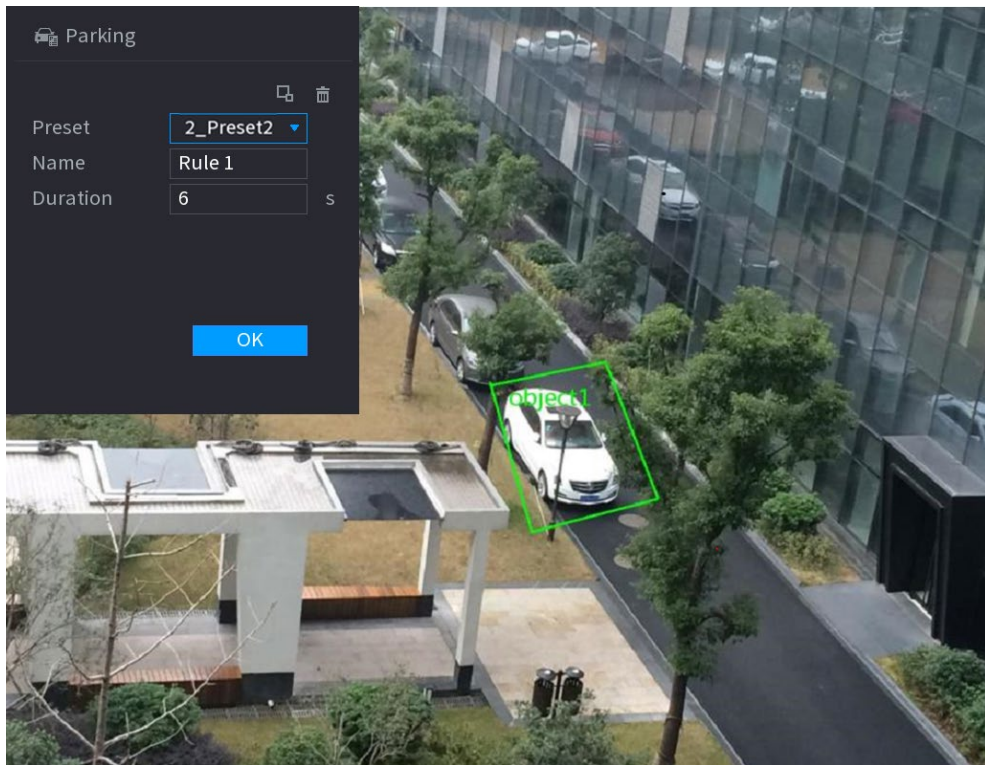 Parking
Preset 2_Preset2
Name Rule 1
Duration 6 s
OK
object1